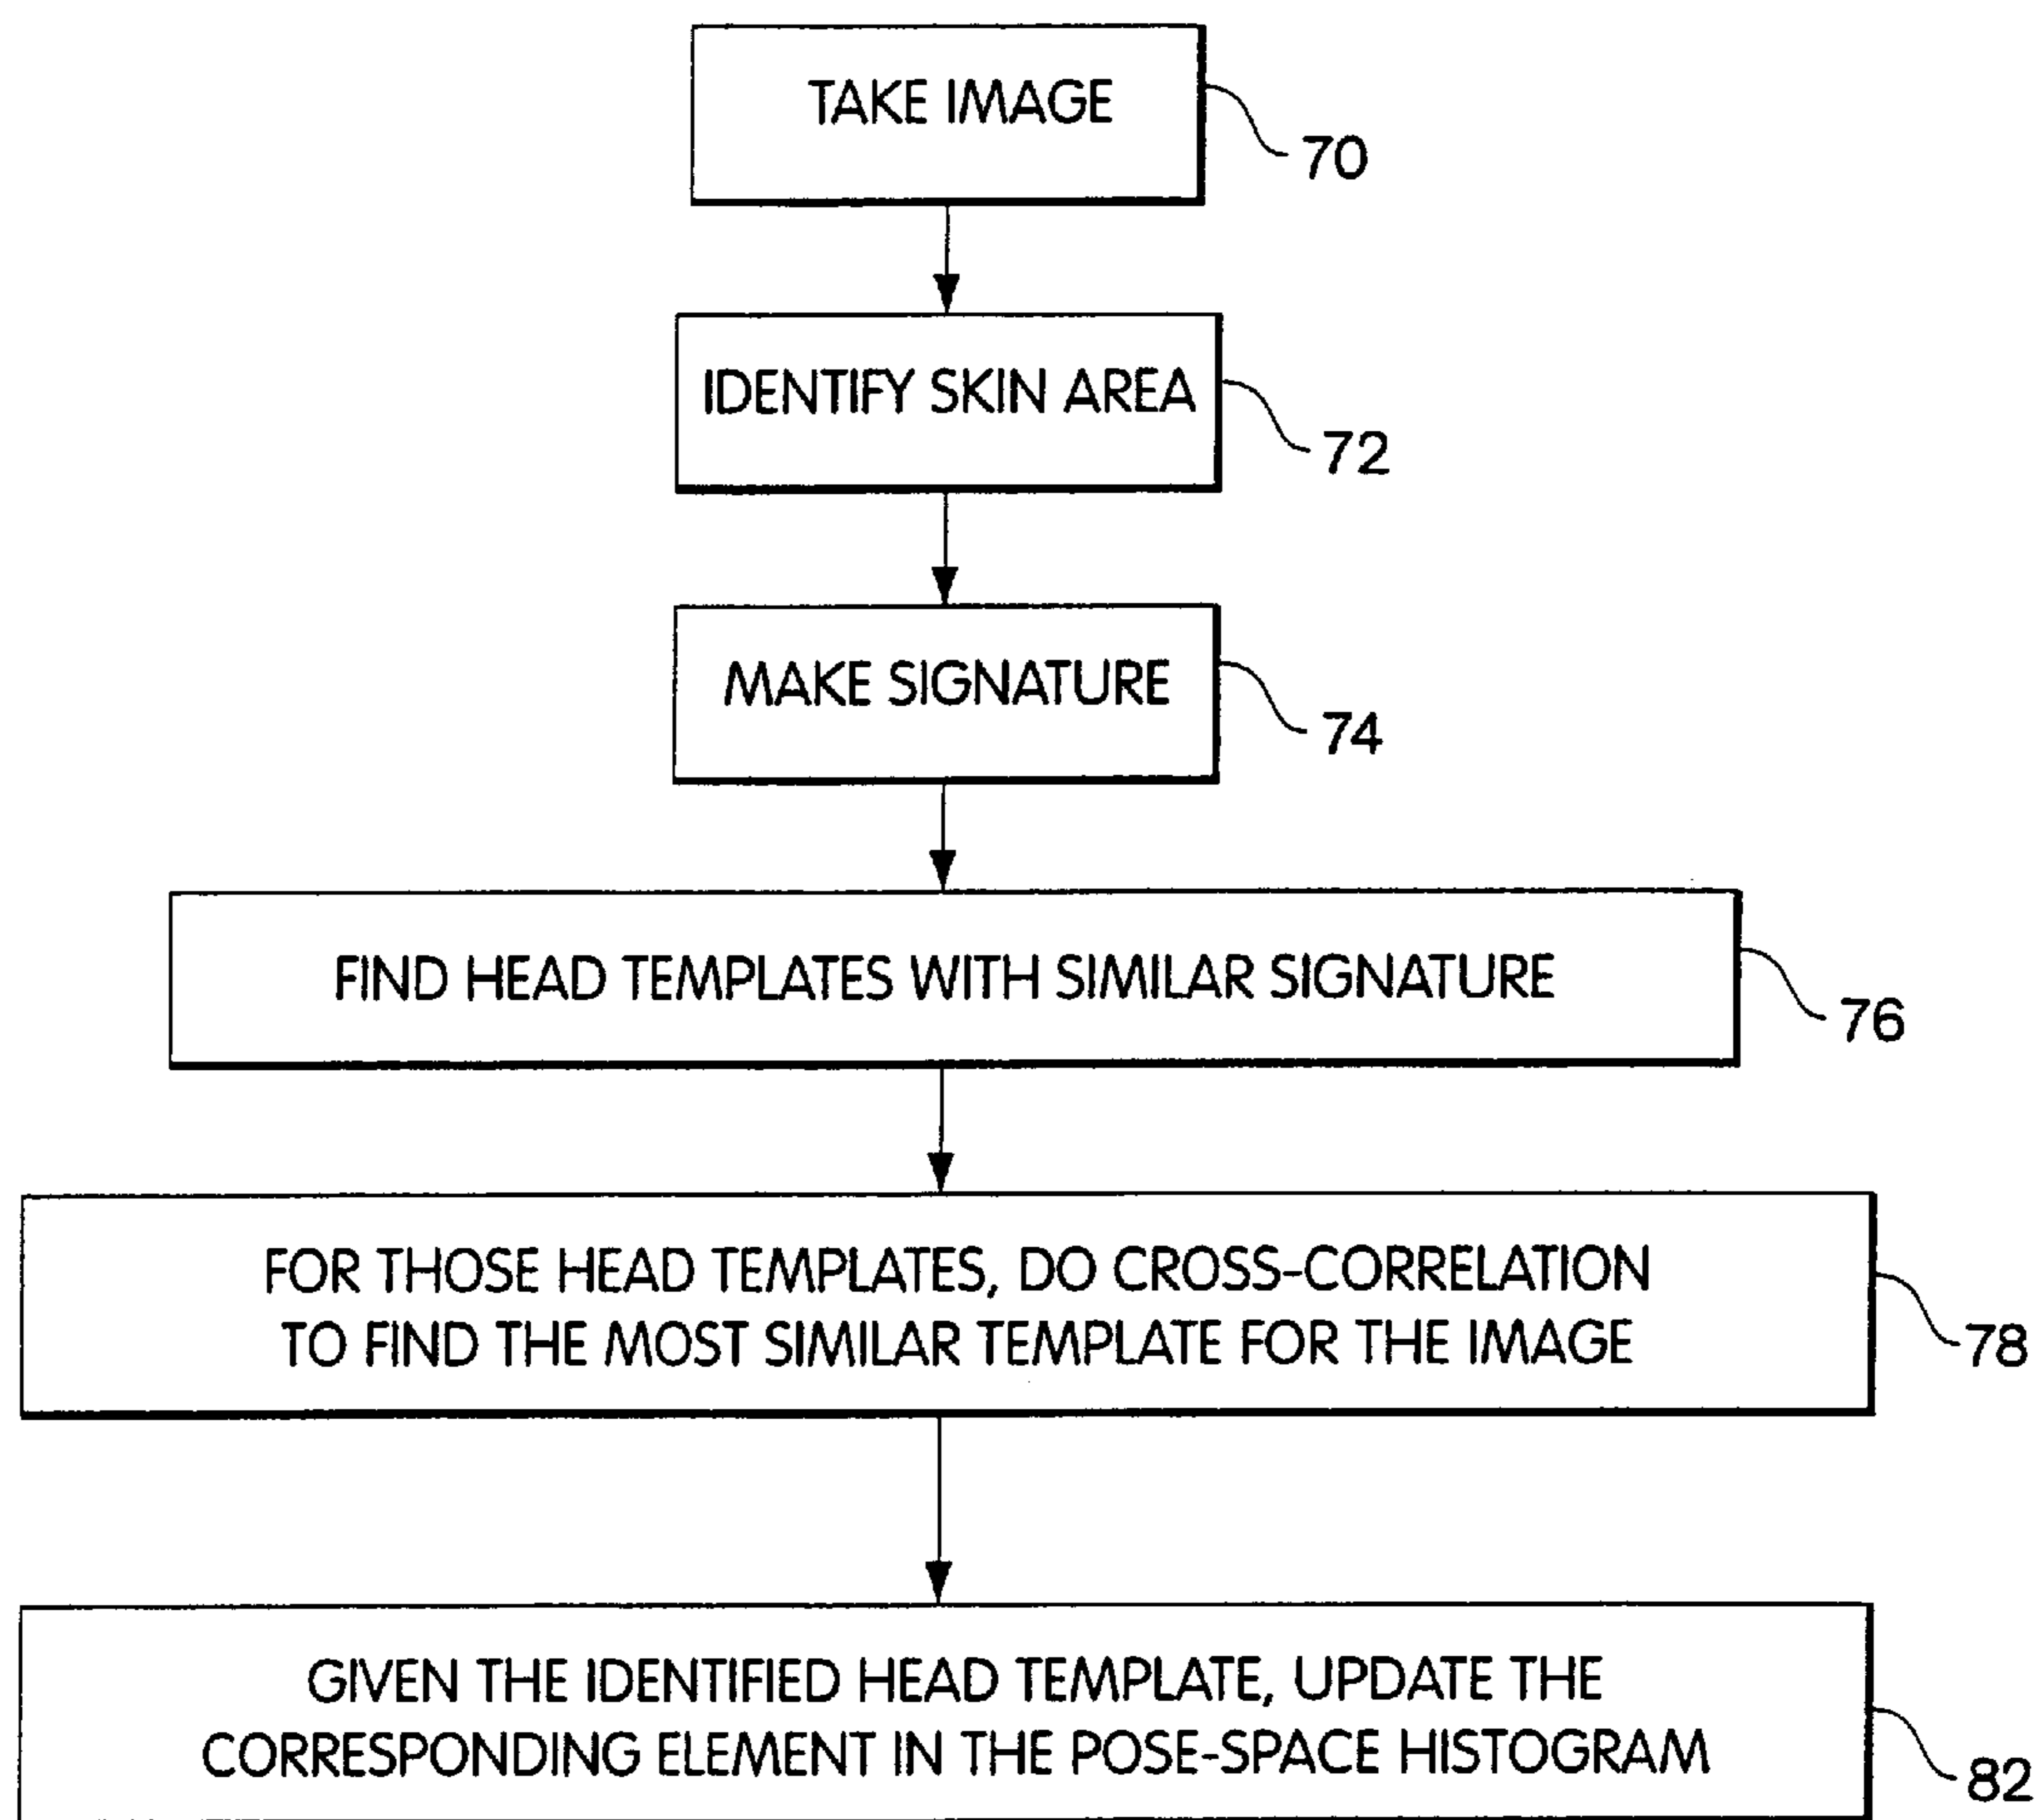 TAKE IMAGE
70
IDENTIFY SKIN AREA
72
MAKE SIGNATURE
74
FIND HEAD TEMPLATES WITH SIMILAR SIGNATURE
76
FOR THOSE HEAD TEMPLATES, DO CROSS-CORRELATION
TO FIND THE MOST SIMILAR TEMPLATE FOR THE IMAGE
78
GIVEN THE IDENTIFIED HEAD TEMPLATE, UPDATE THE
CORRESPONDING ELEMENT IN THE POSE-SPACE HISTOGRAM
82